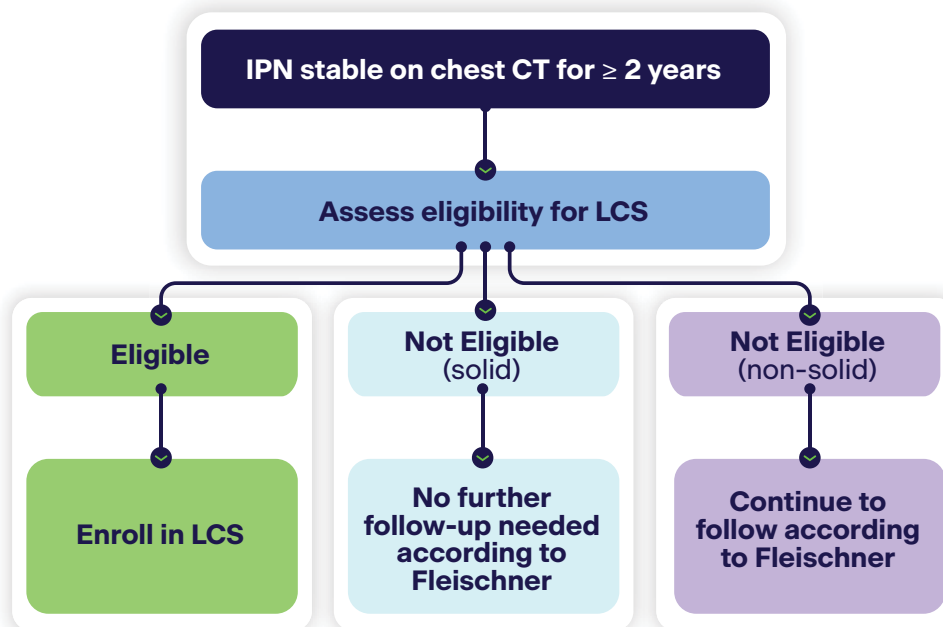 IPN stable on chest CT for ≥ 2 years
Assess eligibility for LCS
Eligible
Not Eligible
(solid)
Not Eligible
(non-solid)
Enroll in LCS
No further
follow-up needed
according to
Fleischner
Continue to
follow according
to Fleischner